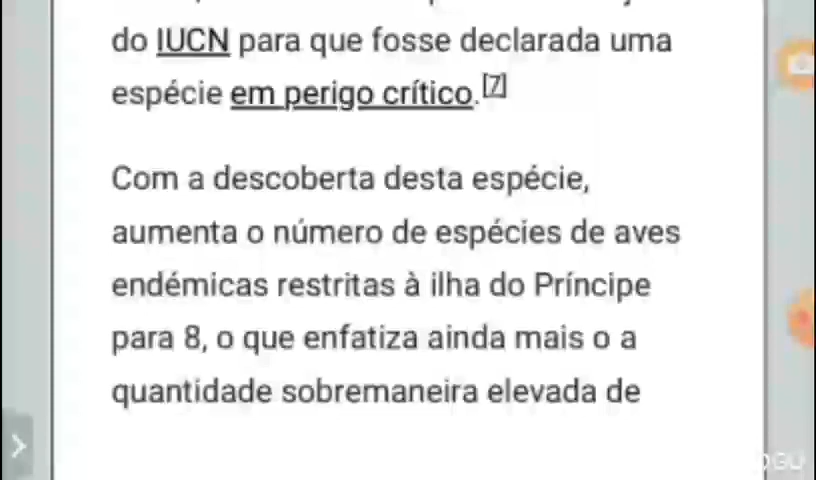 do IUCN para que fosse declarada uma
espécie em perigo crítico.[7]
Com a descoberta desta espécie,
aumenta o número de espécies de aves
endémicas restritas à ilha do Príncipe
para 8, o que enfatiza ainda mais o a
quantidade sobremaneira elevada de